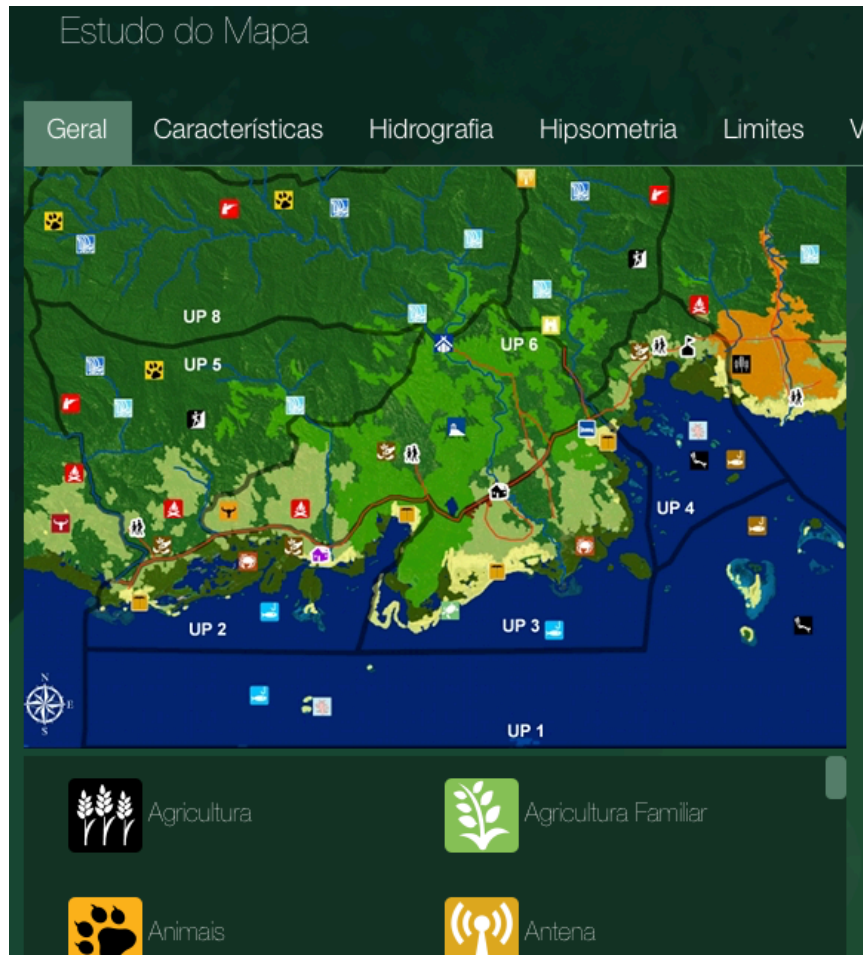 Estudo do Mapa
Geral Características Hidrografia Hipsometria Limites V
UP 8
UP 6
UP 5
UP 4
UP 2
UP 3
UP 1
N
E
S
Agricultura Agricultura Familiar
Animais Antena